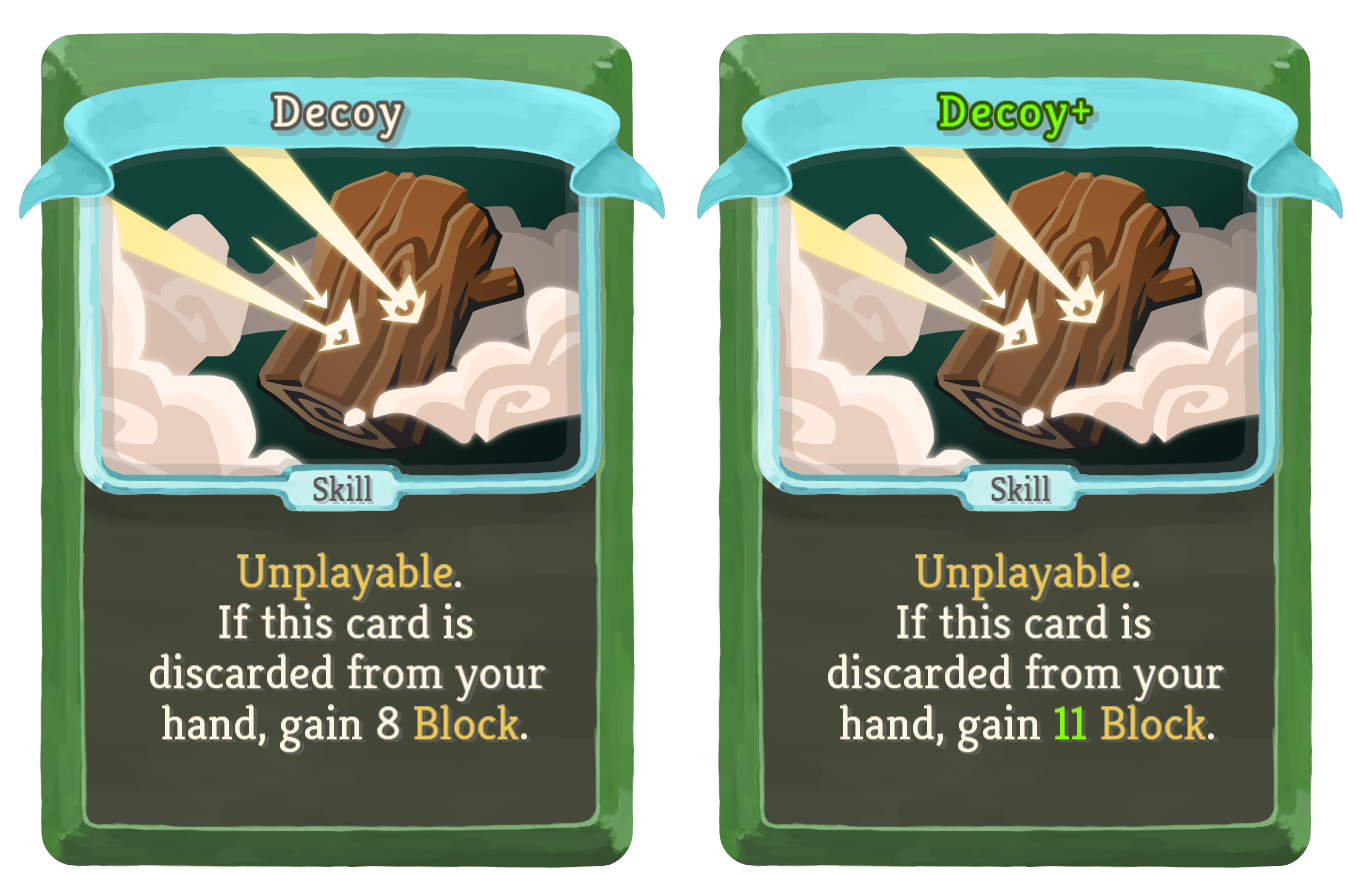 Decoy
Skill
Unplayable.
If this card is
discarded from your
hand, gain 8 Block.
Decoy+
Skill
Unplayable.
If this card is
discarded from your
hand, gain 11 Block.